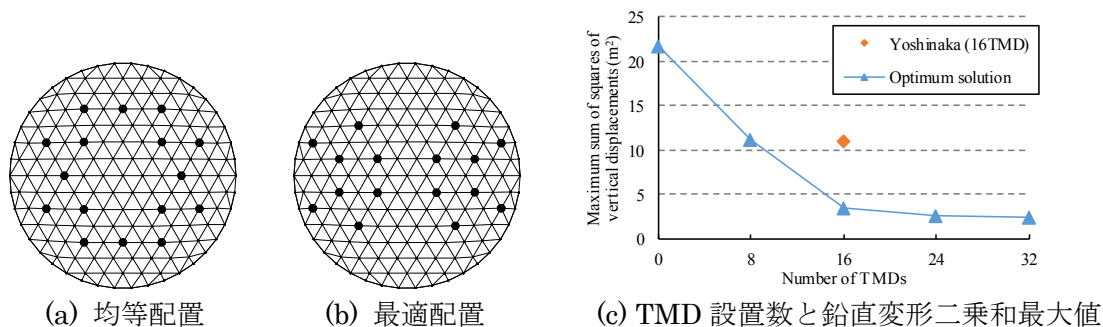 25
20
15
10
5
0
Maximum sum of squares of
vertical displacements (m²)
Yoshinaka (16TMD)
Optimum solution
0 8 16 24 32
Number of TMDs
(a) 均等配置
(b) 最適配置
(c) TMD 設置数と鉛直変形二乗和最大値